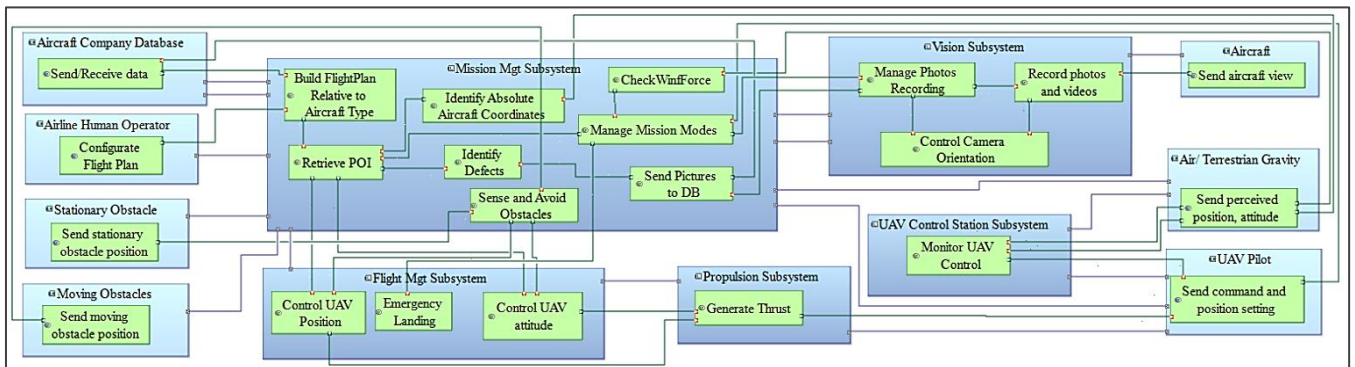 Aircraft Company Database
Send/Receive data
Airline Human Operator
Configurate
Flight Plan
Stationary Obstacle
Send stationary
obstacle position
Moving Obstacles
Send moving
obstacle position
Mission Mgt Subsystem
Build FlightPlan
Relative to
Aircraft Type
Identify Absolute
Aircraft Coordinates
CheckWinfForce
Manage Mission Modes
Retrieve POI
Identify
Defects
Send Pictures
to DB
Sense and Avoid
Obstacles
Flight Mgt Subsystem
Control UAV
Position
Emergency
Landing
Control UAV
attitude
Propulsion Subsystem
Generate Thrust
Vision Subsystem
Manage Photos
Recording
Record photos
and videos
Control Camera
Orientation
Aircraft
Send aircraft view
Air/ Terrestrian Gravity
Send perceived
position, attitude
UAV Control Station Subsystem
Monitor UAV
Control
UAV Pilot
Send command and
position setting